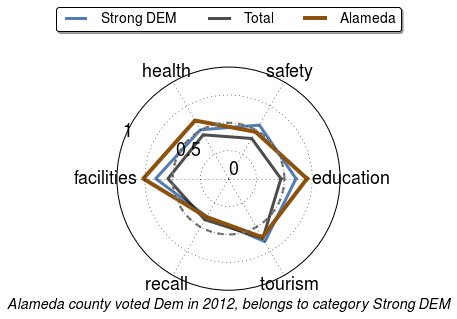 Strong DEM Total Alameda
health safety
1
0.5
0
facilities education
recall tourism
Alameda county voted Dem in 2012, belongs to category Strong DEM